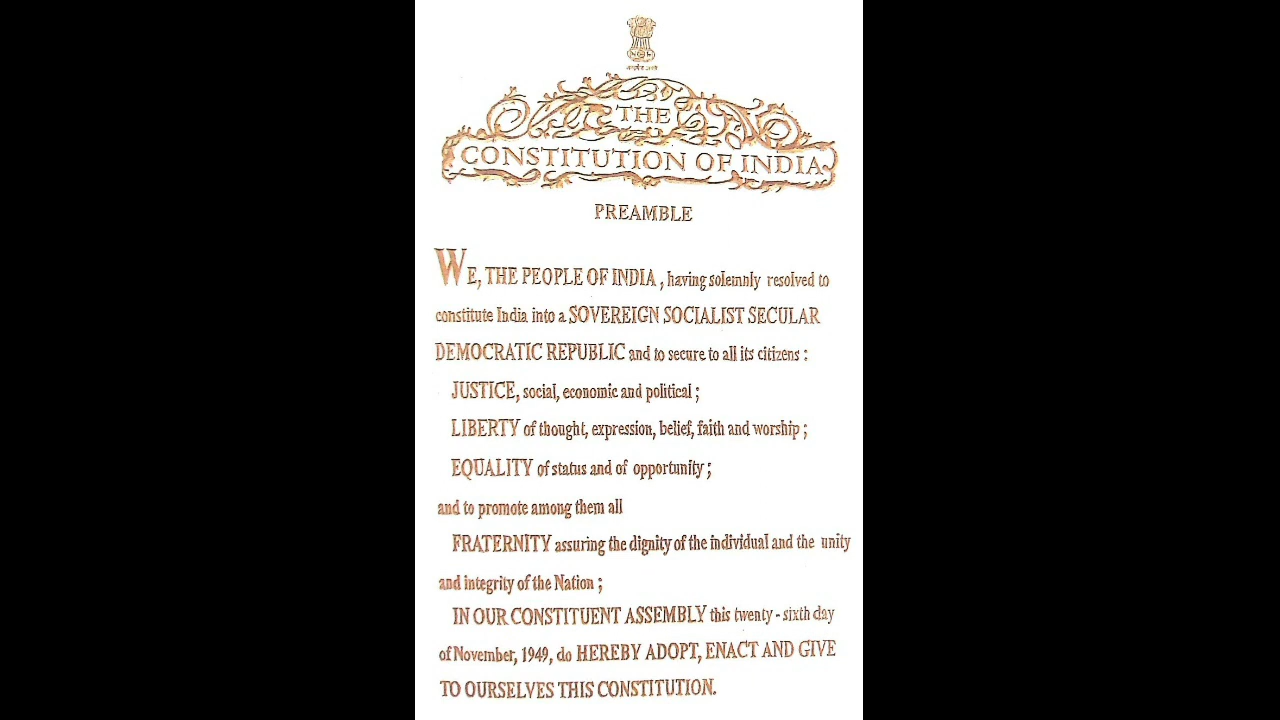 THE
CONSTITUTION OF INDIA
PREAMBLE
WE, THE PEOPLE OF INDIA , having solemnly resolved to
constitute India into a SOVEREIGN SOCIALIST SECULAR
DEMOCRATIC REPUBLIC and to secure to all its citizens :
JUSTICE, social, economic and political ;
LIBERTY of thought, expression, belief, faith and worship ;
EQUALITY of status and of opportunity ;
and to promote among them all
FRATERNITY assuring the dignity of the individual and the unity
and integrity of the Nation ;
IN OUR CONSTITUENT ASSEMBLY this twenty - sixth day
of November, 1949, do HEREBY ADOPT, ENACT AND GIVE
TO OURSELVES THIS CONSTITUTION.